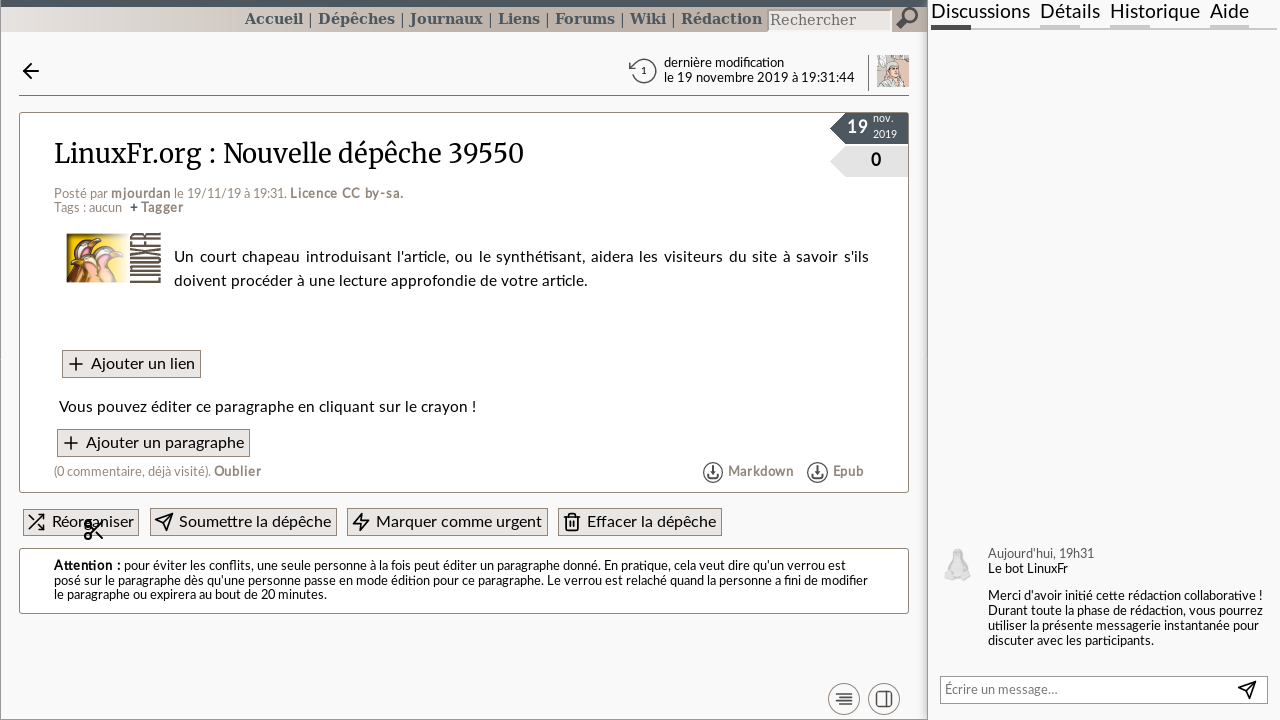 Accueil | Dépêches | Journaux | Liens | Forums | Wiki | Rédaction
Rechercher
Discussions Détails Historique Aide
1
dernière modification
le 19 novembre 2019 à 19:31:44
19 nov. 2019
LinuxFr.org : Nouvelle dépêche 39550
0
Posté par mjourdan le 19/11/19 à 19:31. Licence CC by-sa.
Tags : aucun + Tagger
LINUXFR
Un court chapeau introduisant l'article, ou le synthétisant, aidera les visiteurs du site à savoir s'ils
doivent procéder à une lecture approfondie de votre article.
Ajouter un lien
Vous pouvez éditer ce paragraphe en cliquant sur le crayon !
Ajouter un paragraphe
(0 commentaire, déjà visité). Oublier
Markdown Epub
Réorganiser Soumettre la dépêche Marquer comme urgent Effacer la dépêche
Attention : pour éviter les conflits, une seule personne à la fois peut éditer un paragraphe donné. En pratique, cela veut dire qu'un verrou est
posé sur le paragraphe dès qu'une personne passe en mode édition pour ce paragraphe. Le verrou est relaché quand la personne a fini de modifier
le paragraphe ou expirera au bout de 20 minutes.
Aujourd'hui, 19h31
Le bot LinuxFr
Merci d'avoir initié cette rédaction collaborative !
Durant toute la phase de rédaction, vous pourrez
utiliser la présente messagerie instantanée pour
discuter avec les participants.
Écrire un message...